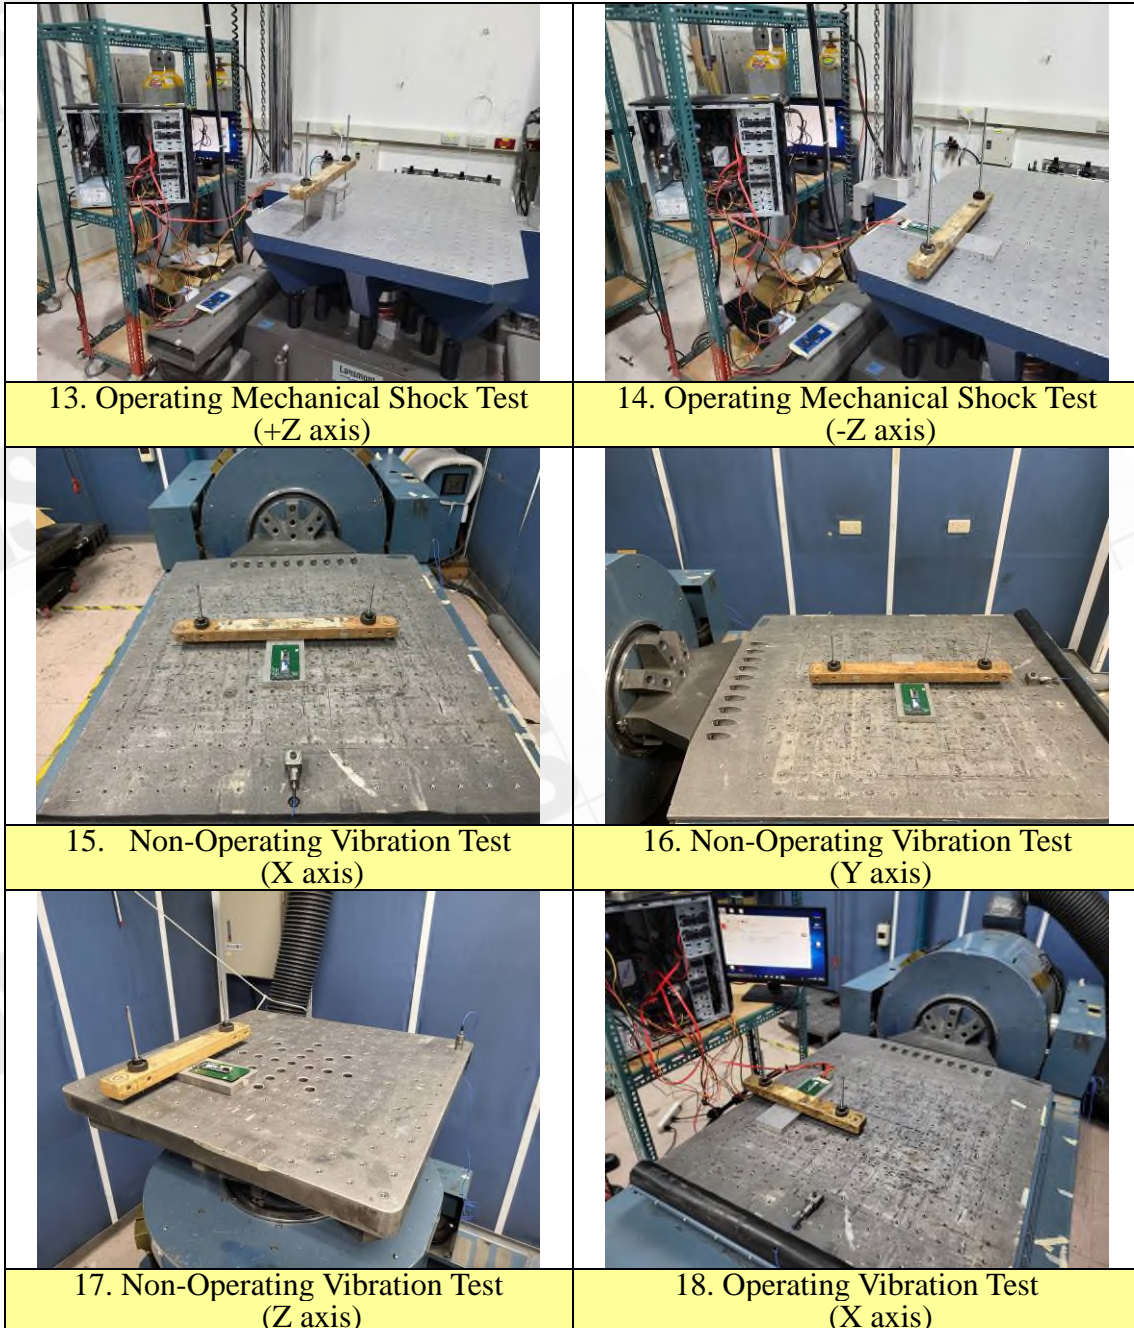 13. Operating Mechanical Shock Test
(+Z axis)
14. Operating Mechanical Shock Test
(-Z axis)
15. Non-Operating Vibration Test
(X axis)
16. Non-Operating Vibration Test
(Y axis)
17. Non-Operating Vibration Test
(Z axis)
18. Operating Vibration Test
(X axis)